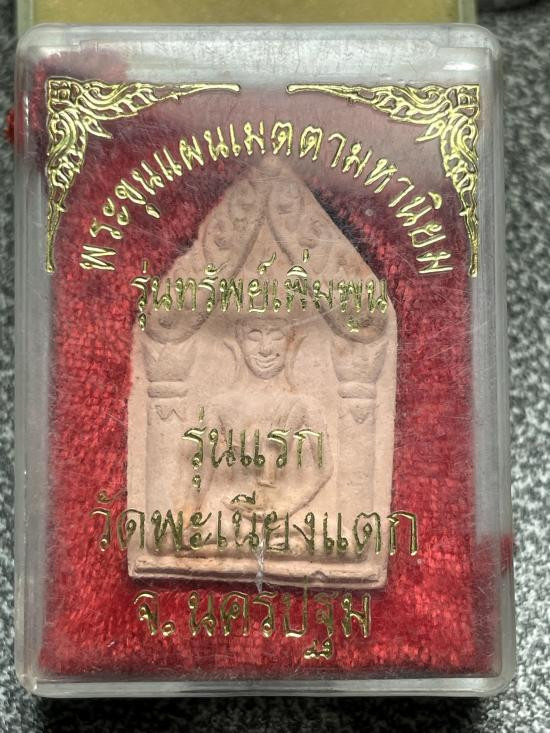 พระขุนแผนเมตตามหานิยม
รุ่นทรัพย์เพิ่มพูน
รุ่นแรก
วัดพะเนียงแตก
จ.นครปฐม